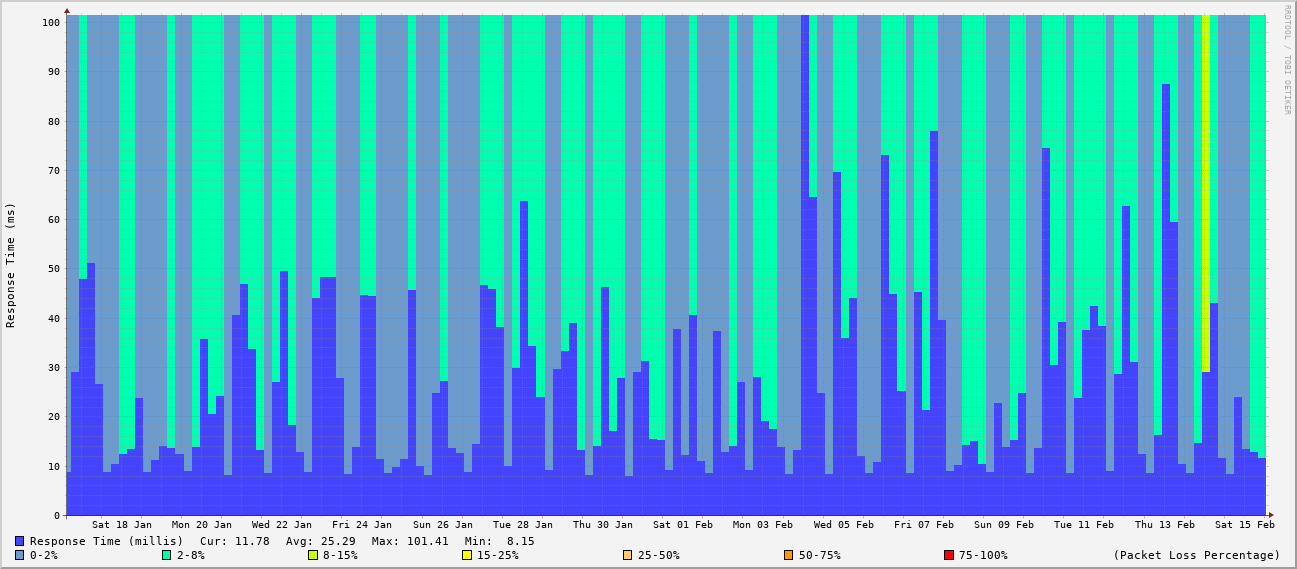 RRDTOOL / TOBI OETIKER
Response Time (ms)
100
90
80
70
60
50
40
30
20
10
0
Sat 18 Jan Mon 20 Jan Wed 22 Jan Fri 24 Jan Sun 26 Jan Tue 28 Jan Thu 30 Jan Sat 01 Feb Mon 03 Feb Wed 05 Feb Fri 07 Feb Sun 09 Feb Tue 11 Feb Thu 13 Feb Sat 15 Feb
Response Time (millis) Cur: 11.78 Avg: 25.29 Max: 101.41 Min: 8.15
0-2% 2-8% 8-15% 15-25% 25-50% 50-75% 75-100% (Packet Loss Percentage)